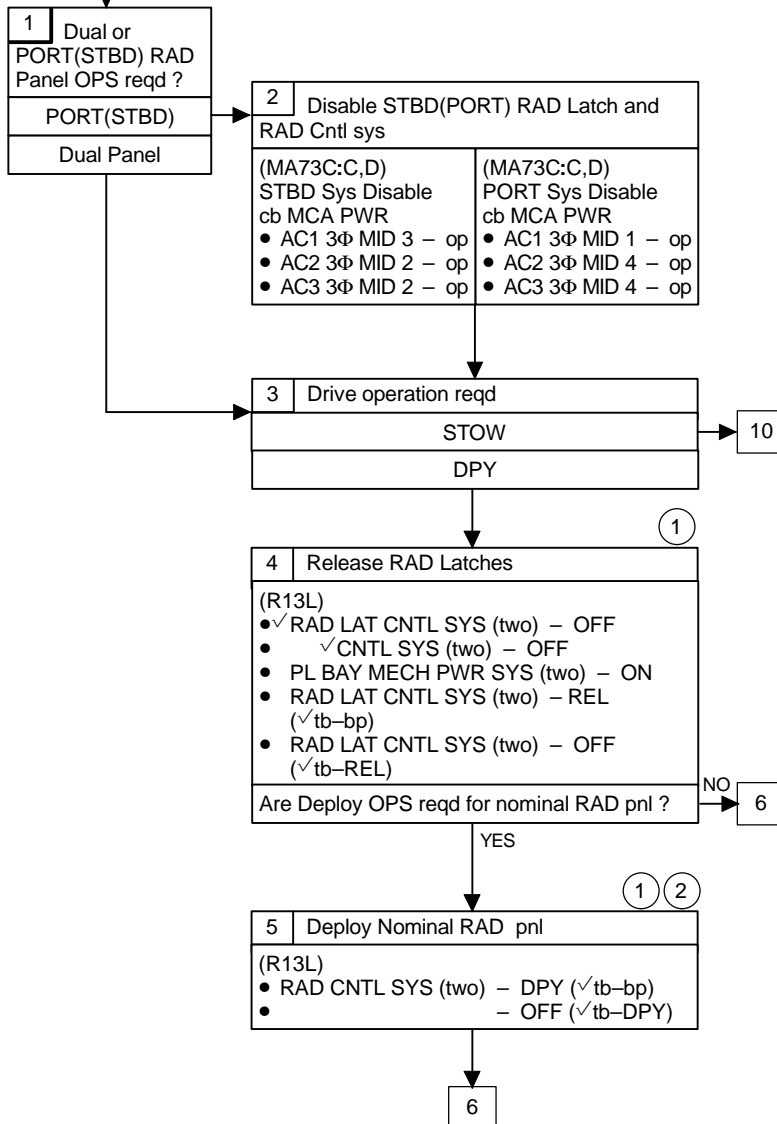 1
Dual or
PORT(STBD) RAD
Panel OPS reqd ?
PORT(STBD)
Dual Panel
2
Disable STBD(PORT) RAD Latch and
RAD Cntl sys
(MA73C:C,D)
STBD Sys Disable
cb MCA PWR
• AC1 3Φ MID 3 – op
• AC2 3Φ MID 2 – op
• AC3 3Φ MID 2 – op
(MA73C:C,D)
PORT Sys Disable
cb MCA PWR
• AC1 3Φ MID 1 – op
• AC2 3Φ MID 4 – op
• AC3 3Φ MID 4 – op
3
Drive operation reqd
STOW
10
DPY
1
4
Release RAD Latches
(R13L)
• √RAD LAT CNTL SYS (two) – OFF
• √CNTL SYS (two) – OFF
• PL BAY MECH PWR SYS (two) – ON
• RAD LAT CNTL SYS (two) – REL
(√tb–bp)
• RAD LAT CNTL SYS (two) – OFF
(√tb–REL)
Are Deploy OPS reqd for nominal RAD pnl ?
NO
6
YES
1 2
5
Deploy Nominal RAD pnl
(R13L)
• RAD CNTL SYS (two) – DPY (√tb–bp)
• – OFF (√tb–DPY)
6